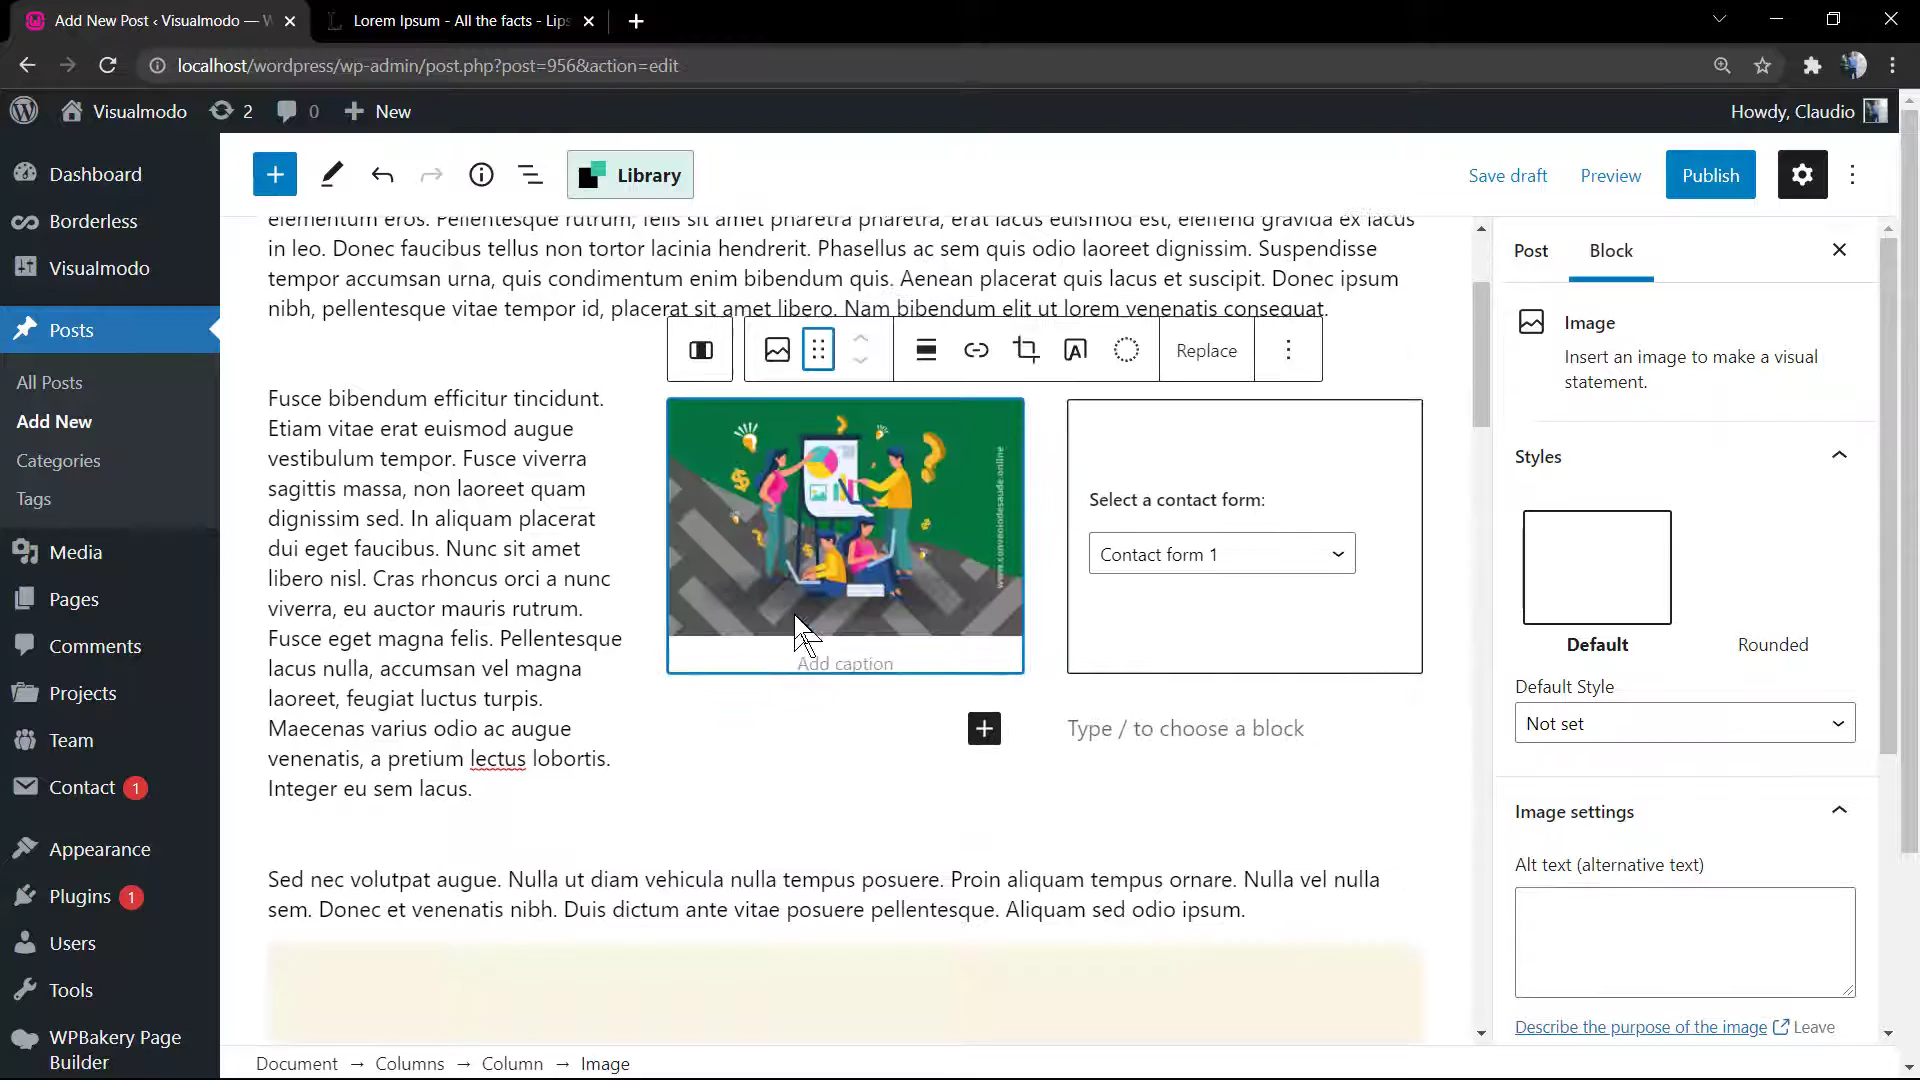 Add New Post ‹ Visualmodo — W
Lorem Ipsum - All the facts - Lips
localhost/wordpress/wp-admin/post.php?post=956&action=edit
Visualmodo
2
0
New
Howdy, Claudio
Dashboard
Borderless
Visualmodo
Posts
All Posts
Add New
Categories
Tags
Media
Pages
Comments
Projects
Team
Contact 1
Appearance
Plugins 1
Users
Tools
WPBakery Page
Builder
Library
Save draft
Preview
Publish
elementum eros. Pellentesque rutrum, felis sit amet pharetra pharetra, erat lacus euismod est, eleifend gravida ex lacus
in leo. Donec faucibus tellus non tortor lacinia hendrerit. Phasellus ac sem quis odio laoreet dignissim. Suspendisse
tempor accumsan urna, quis condimentum enim bibendum quis. Aenean placerat quis lacus et suscipit. Donec ipsum
nibh, pellentesque vitae tempor id, placerat sit amet libero. Nam bibendum elit ut lorem venenatis consequat.
Replace
Fusce bibendum efficitur tincidunt.
Etiam vitae erat euismod augue
vestibulum tempor. Fusce viverra
sagittis massa, non laoreet quam
dignissim sed. In aliquam placerat
dui eget faucibus. Nunc sit amet
libero nisl. Cras rhoncus orci a nunc
viverra, eu auctor mauris rutrum.
Fusce eget magna felis. Pellentesque
lacus nulla, accumsan vel magna
laoreet, feugiat luctus turpis.
Maecenas varius odio ac augue
venenatis, a pretium lectus lobortis.
Integer eu sem lacus.
www.conveniodesaude.online
Add caption
Select a contact form:
Contact form 1
Type / to choose a block
Sed nec volutpat augue. Nulla ut diam vehicula nulla tempus posuere. Proin aliquam tempus ornare. Nulla vel nulla
sem. Donec et venenatis nibh. Duis dictum ante vitae posuere pellentesque. Aliquam sed odio ipsum.
Document → Columns → Column → Image
Post
Block
Image
Insert an image to make a visual
statement.
Styles
Default
Rounded
Default Style
Not set
Image settings
Alt text (alternative text)
Describe the purpose of the image Leave